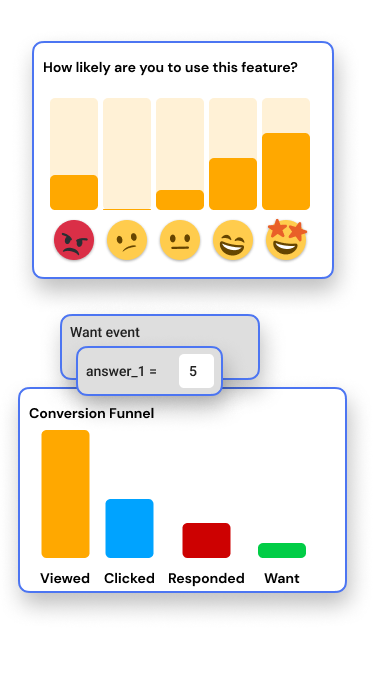 How likely are you to use this feature?
Want event
answer_1 = 5
Conversion Funnel
Viewed Clicked Responded Want